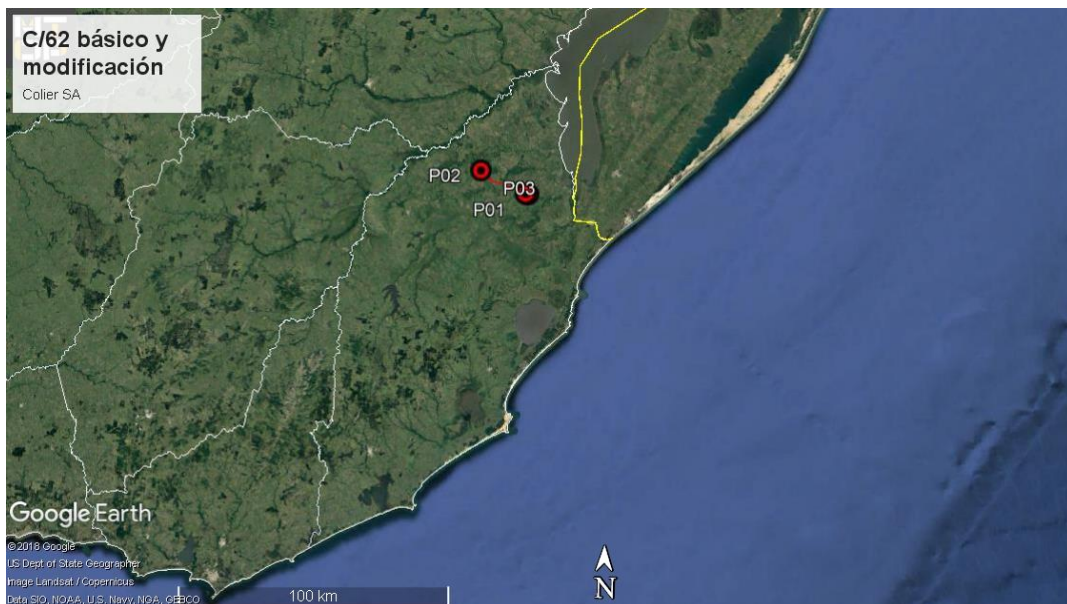 C/62 básico y
modificación
Colier SA
P02
P03
P01
Google Earth
©2018 Google
US Dept of State Geographer
Image Landsat / Copernicus
Data SIO, NOAA, U.S. Navy, NGA, GEBCO
100 km
N